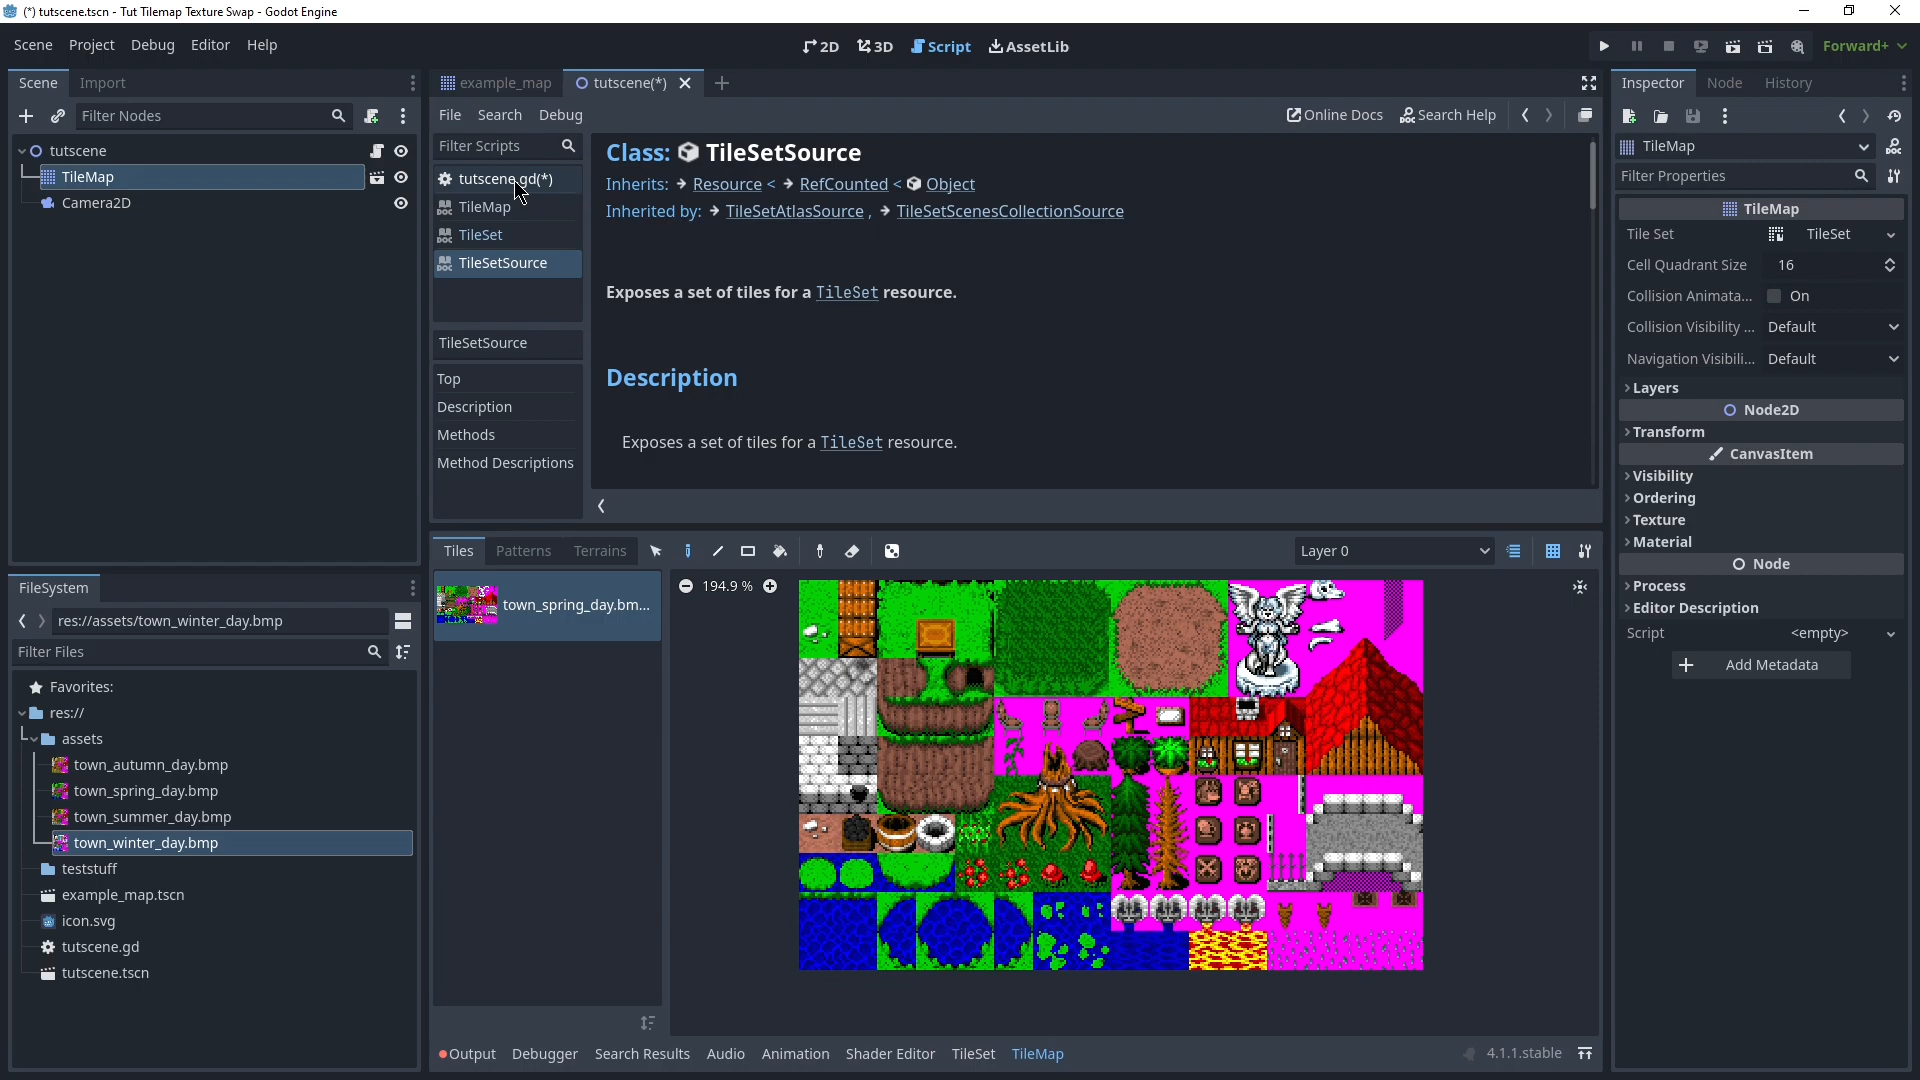 (*) tutscene.tscn - Tut Tilemap Texture Swap - Godot Engine
Scene Project Debug Editor Help
2D 3D Script AssetLib
Forward+
Scene Import
Filter Nodes
tutscene
TileMap
Camera2D
FileSystem
res://assets/town_winter_day.bmp
Filter Files
Favorites:
res://
assets
town_autumn_day.bmp
town_spring_day.bmp
town_summer_day.bmp
town_winter_day.bmp
teststuff
example_map.tscn
icon.svg
tutscene.gd
tutscene.tscn
example_map tutscene(*)
File Search Debug
Online Docs Search Help
Filter Scripts
tutscene.gd(*)
TileMap
TileSet
TileSetSource
TileSetSource
Top
Description
Methods
Method Descriptions
Class: TileSetSource
Inherits: Resource < RefCounted < Object
Inherited by: TileSetAtlasSource , TileSetScenesCollectionSource
Exposes a set of tiles for a TileSet resource.
Description
Exposes a set of tiles for a TileSet resource.
Tiles Patterns Terrains
Layer 0
town_spring_day.bm...
194.9 %
Output Debugger Search Results Audio Animation Shader Editor TileSet TileMap
4.1.1.stable
Inspector Node History
TileMap
Filter Properties
TileMap
Tile Set TileSet
Cell Quadrant Size 16
Collision Animata... On
Collision Visibility ... Default
Navigation Visibili... Default
Layers
Node2D
Transform
CanvasItem
Visibility
Ordering
Texture
Material
Node
Process
Editor Description
Script <empty>
Add Metadata